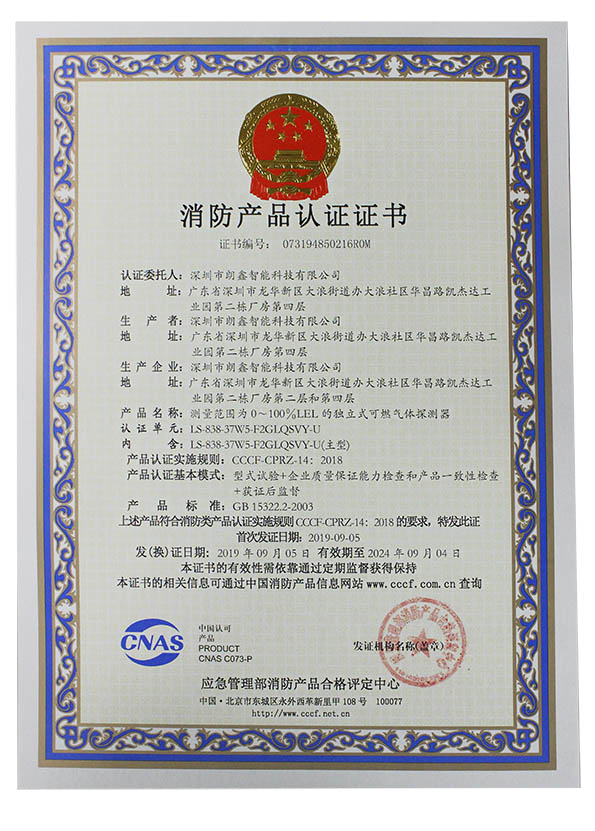 消防产品认证证书
证书编号： 073194850216R0M
认证委托人： 深圳市朗鑫智能科技有限公司
地 址： 广东省深圳市龙华新区大浪街道办大浪社区华昌路凯杰达工
业园第二栋厂房第四层
生 产 者： 深圳市朗鑫智能科技有限公司
地 址： 广东省深圳市龙华新区大浪街道办大浪社区华昌路凯杰达工
业园第二栋厂房第四层
生 产 企 业： 深圳市朗鑫智能科技有限公司
地 址： 广东省深圳市龙华新区大浪街道办大浪社区华昌路凯杰达工
业园第二栋厂房第二层和第四层
产 品 名 称： 测量范围为 0～100%LEL 的独立式可燃气体探测器
认 证 单 元： LS-838-37W5-F2GLQSVY-U
内 含： LS-838-37W5-F2GLQSVY-U(主型)
产品认证实施规则： CCCF-CPRZ-14：2018
产品认证基本模式： 型式试验+企业质量保证能力检查和产品一致性检查
+获证后监督
产 品 标 准： GB 15322.2-2003
上述产品符合消防类产品认证实施规则 CCCF-CPRZ-14：2018 的要求，特发此证
首次发证日期： 2019-09-05
发(换)证日期： 2019 年 09 月 05 日 有效期至 2024 年 09 月 04 日
本证书的有效性需依靠通过定期监督获得保持
本证书的相关信息可通过中国消防产品信息网站 www.cccf.com.cn 查询
CNAS
中国认可
产品
PRODUCT
CNAS C073-P
发证机构名称(盖章)
应急管理部消防产品合格评定中心
中国·北京市东城区永外西革新里甲 108 号 100077
http://www.cccf.net.cn